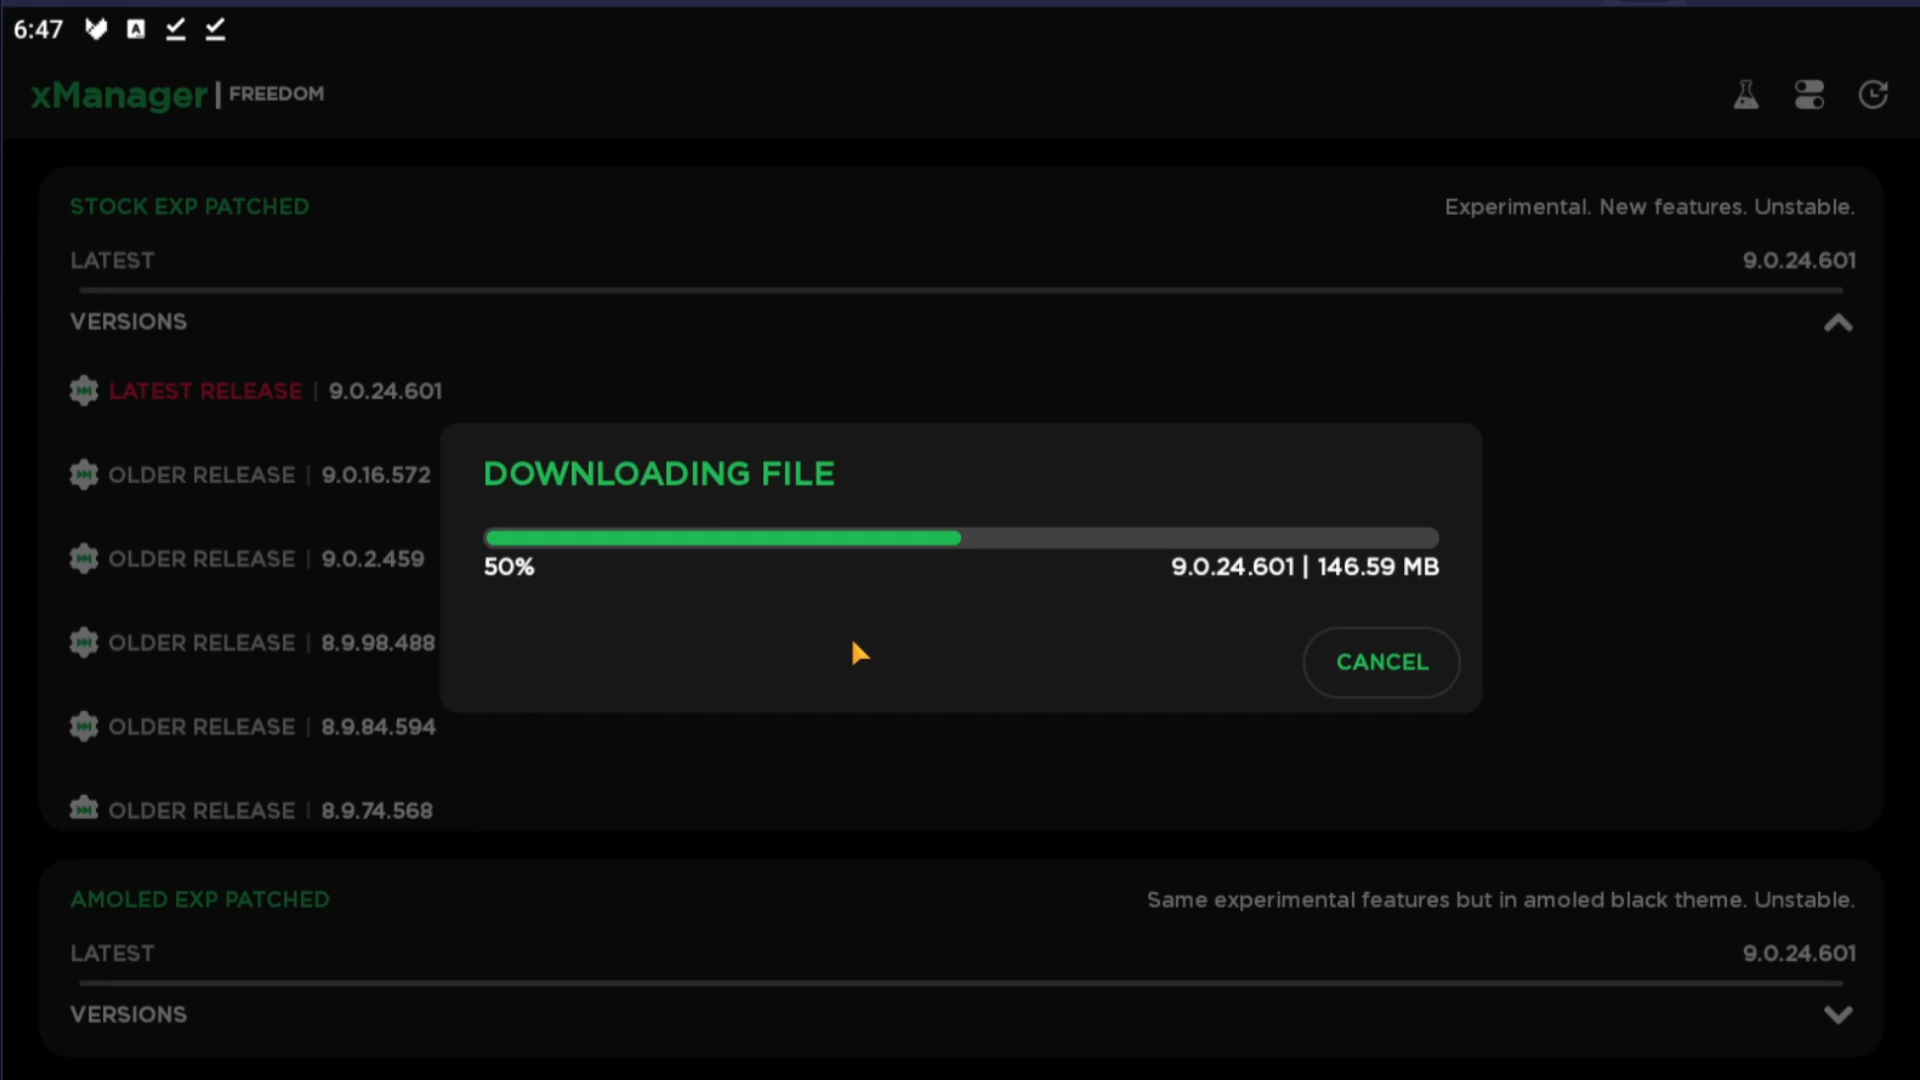 6:47
xManager | FREEDOM
STOCK EXP PATCHED
Experimental. New features. Unstable.
LATEST
9.0.24.601
VERSIONS
LATEST RELEASE | 9.0.24.601
OLDER RELEASE | 9.0.16.572
OLDER RELEASE | 9.0.2.459
OLDER RELEASE | 8.9.98.488
OLDER RELEASE | 8.9.84.594
OLDER RELEASE | 8.9.74.568
DOWNLOADING FILE
50%
9.0.24.601 | 146.59 MB
CANCEL
AMOLED EXP PATCHED
Same experimental features but in amoled black theme. Unstable.
LATEST
9.0.24.601
VERSIONS